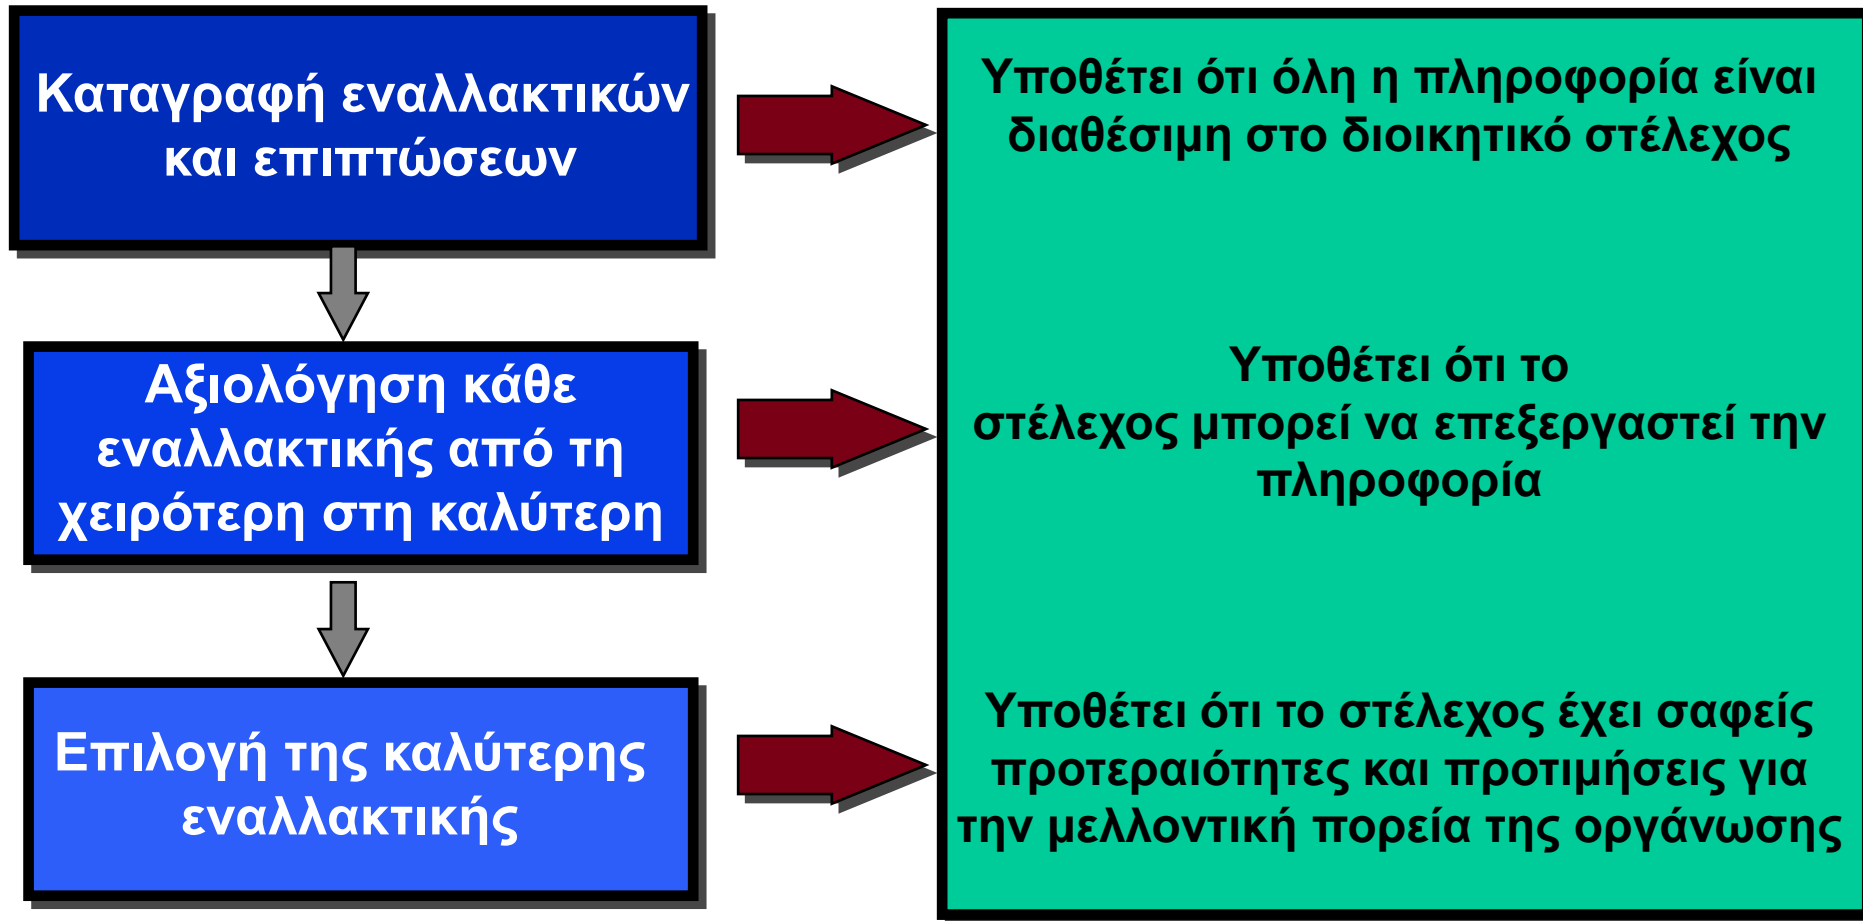 Καταγραφή εναλλακτικών
και επιπτώσεων
Υποθέτει ότι όλη η πληροφορία είναι
διαθέσιμη στο διοικητικό στέλεχος
Αξιολόγηση κάθε
εναλλακτικής από τη
χειρότερη στη καλύτερη
Υποθέτει ότι το
στέλεχος μπορεί να επεξεργαστεί την
πληροφορία
Επιλογή της καλύτερης
εναλλακτικής
Υποθέτει ότι το στέλεχος έχει σαφείς
προτεραιότητες και προτιμήσεις για
την μελλοντική πορεία της οργάνωσης